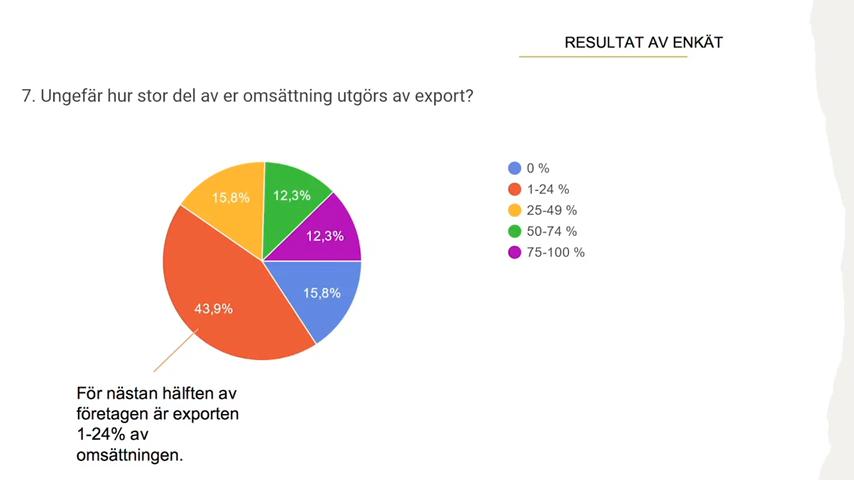 RESULTAT AV ENKÄT
7. Ungefär hur stor del av er omsättning utgörs av export?
15,8%
12,3%
12,3%
15,8%
43,9%
0 %
1-24 %
25-49 %
50-74 %
75-100 %
För nästan hälften av
företagen är exporten
1-24% av
omsättningen.